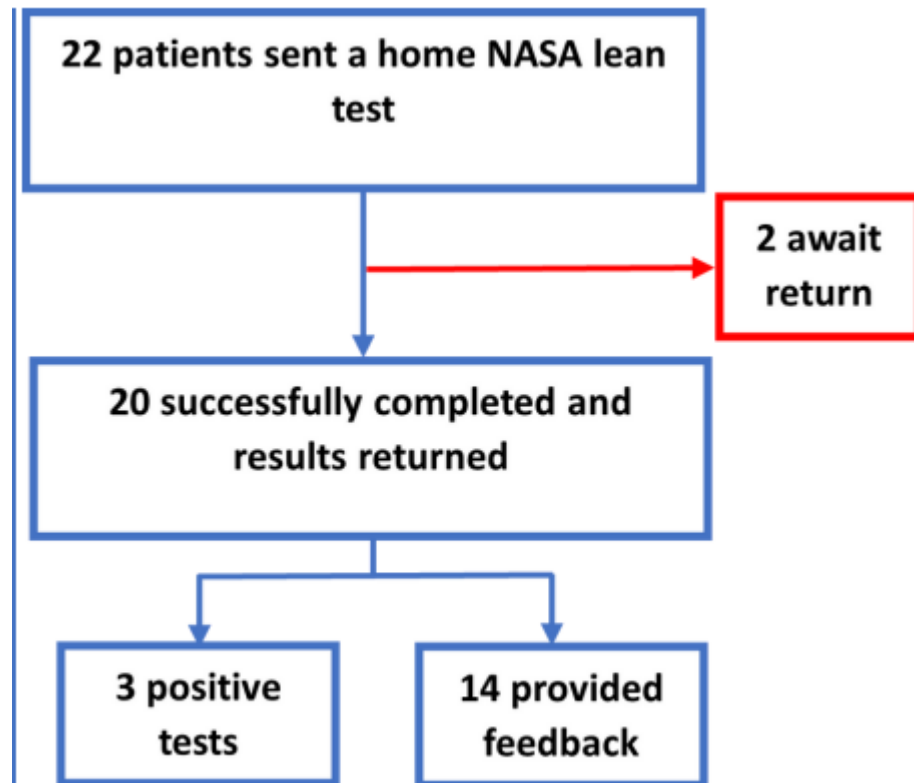 22 patients sent a home NASA lean
test
2 await
return
20 successfully completed and
results returned
3 positive
tests
14 provided
feedback